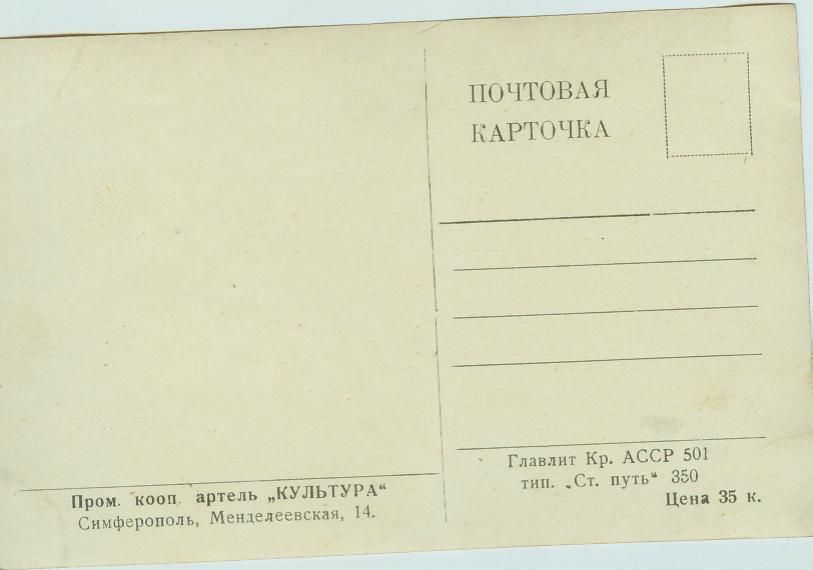 ПОЧТОВАЯ
КАРТОЧКА
Главлит Кр. АССР 501
тип. „Ст. путь“ 350
Цена 35 к.
Пром. кооп. артель „КУЛЬТУРА“
Симферополь, Менделеевская, 14.